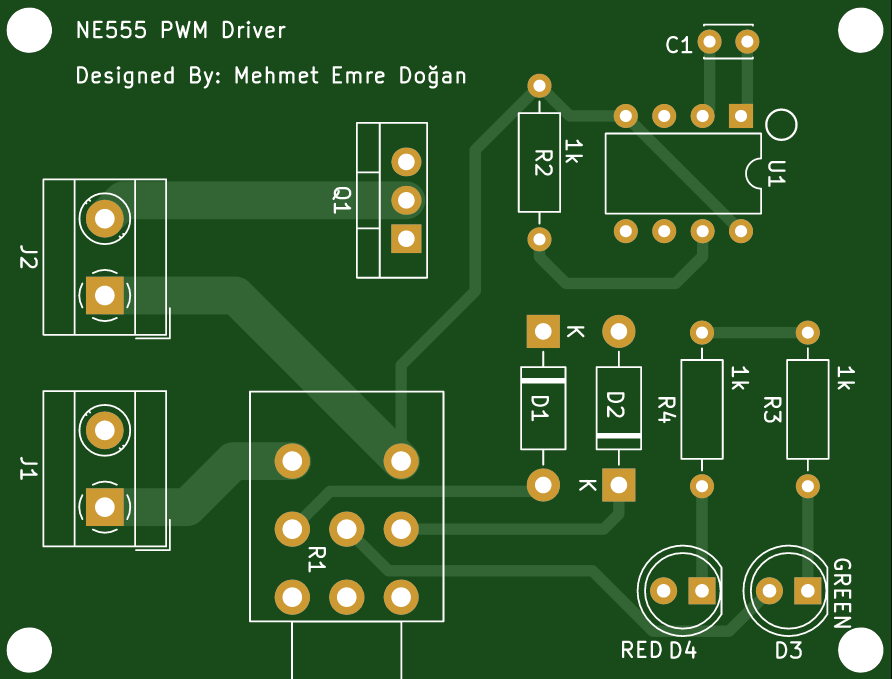 NE555 PWM Driver
C1
Designed By: Mehmet Emre Doğan
1k
R2
U1
Q1
J2
K
1k
1k
D1
D2
R4
R3
J1
K
R1
GREEN
RED D4
D3